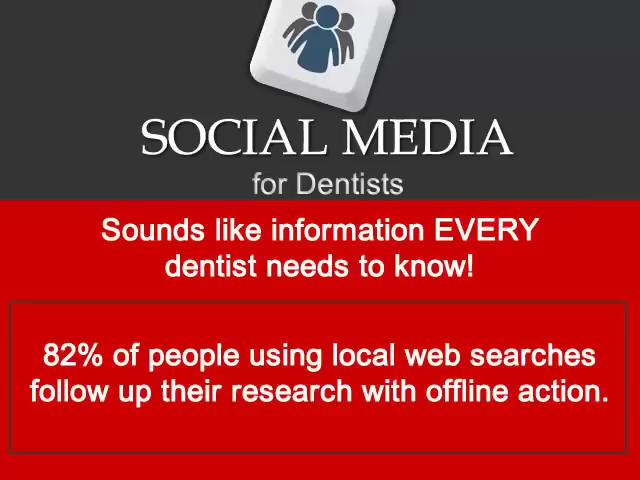 SOCIAL MEDIA
for Dentists
Sounds like information EVERY
dentist needs to know!
82% of people using local web searches
follow up their research with offline action.